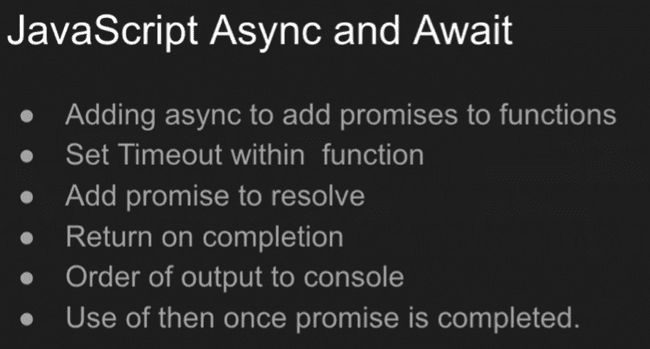 JavaScript Async and Await
● Adding async to add promises to functions
● Set Timeout within function
● Add promise to resolve
● Return on completion
● Order of output to console
● Use of then once promise is completed.